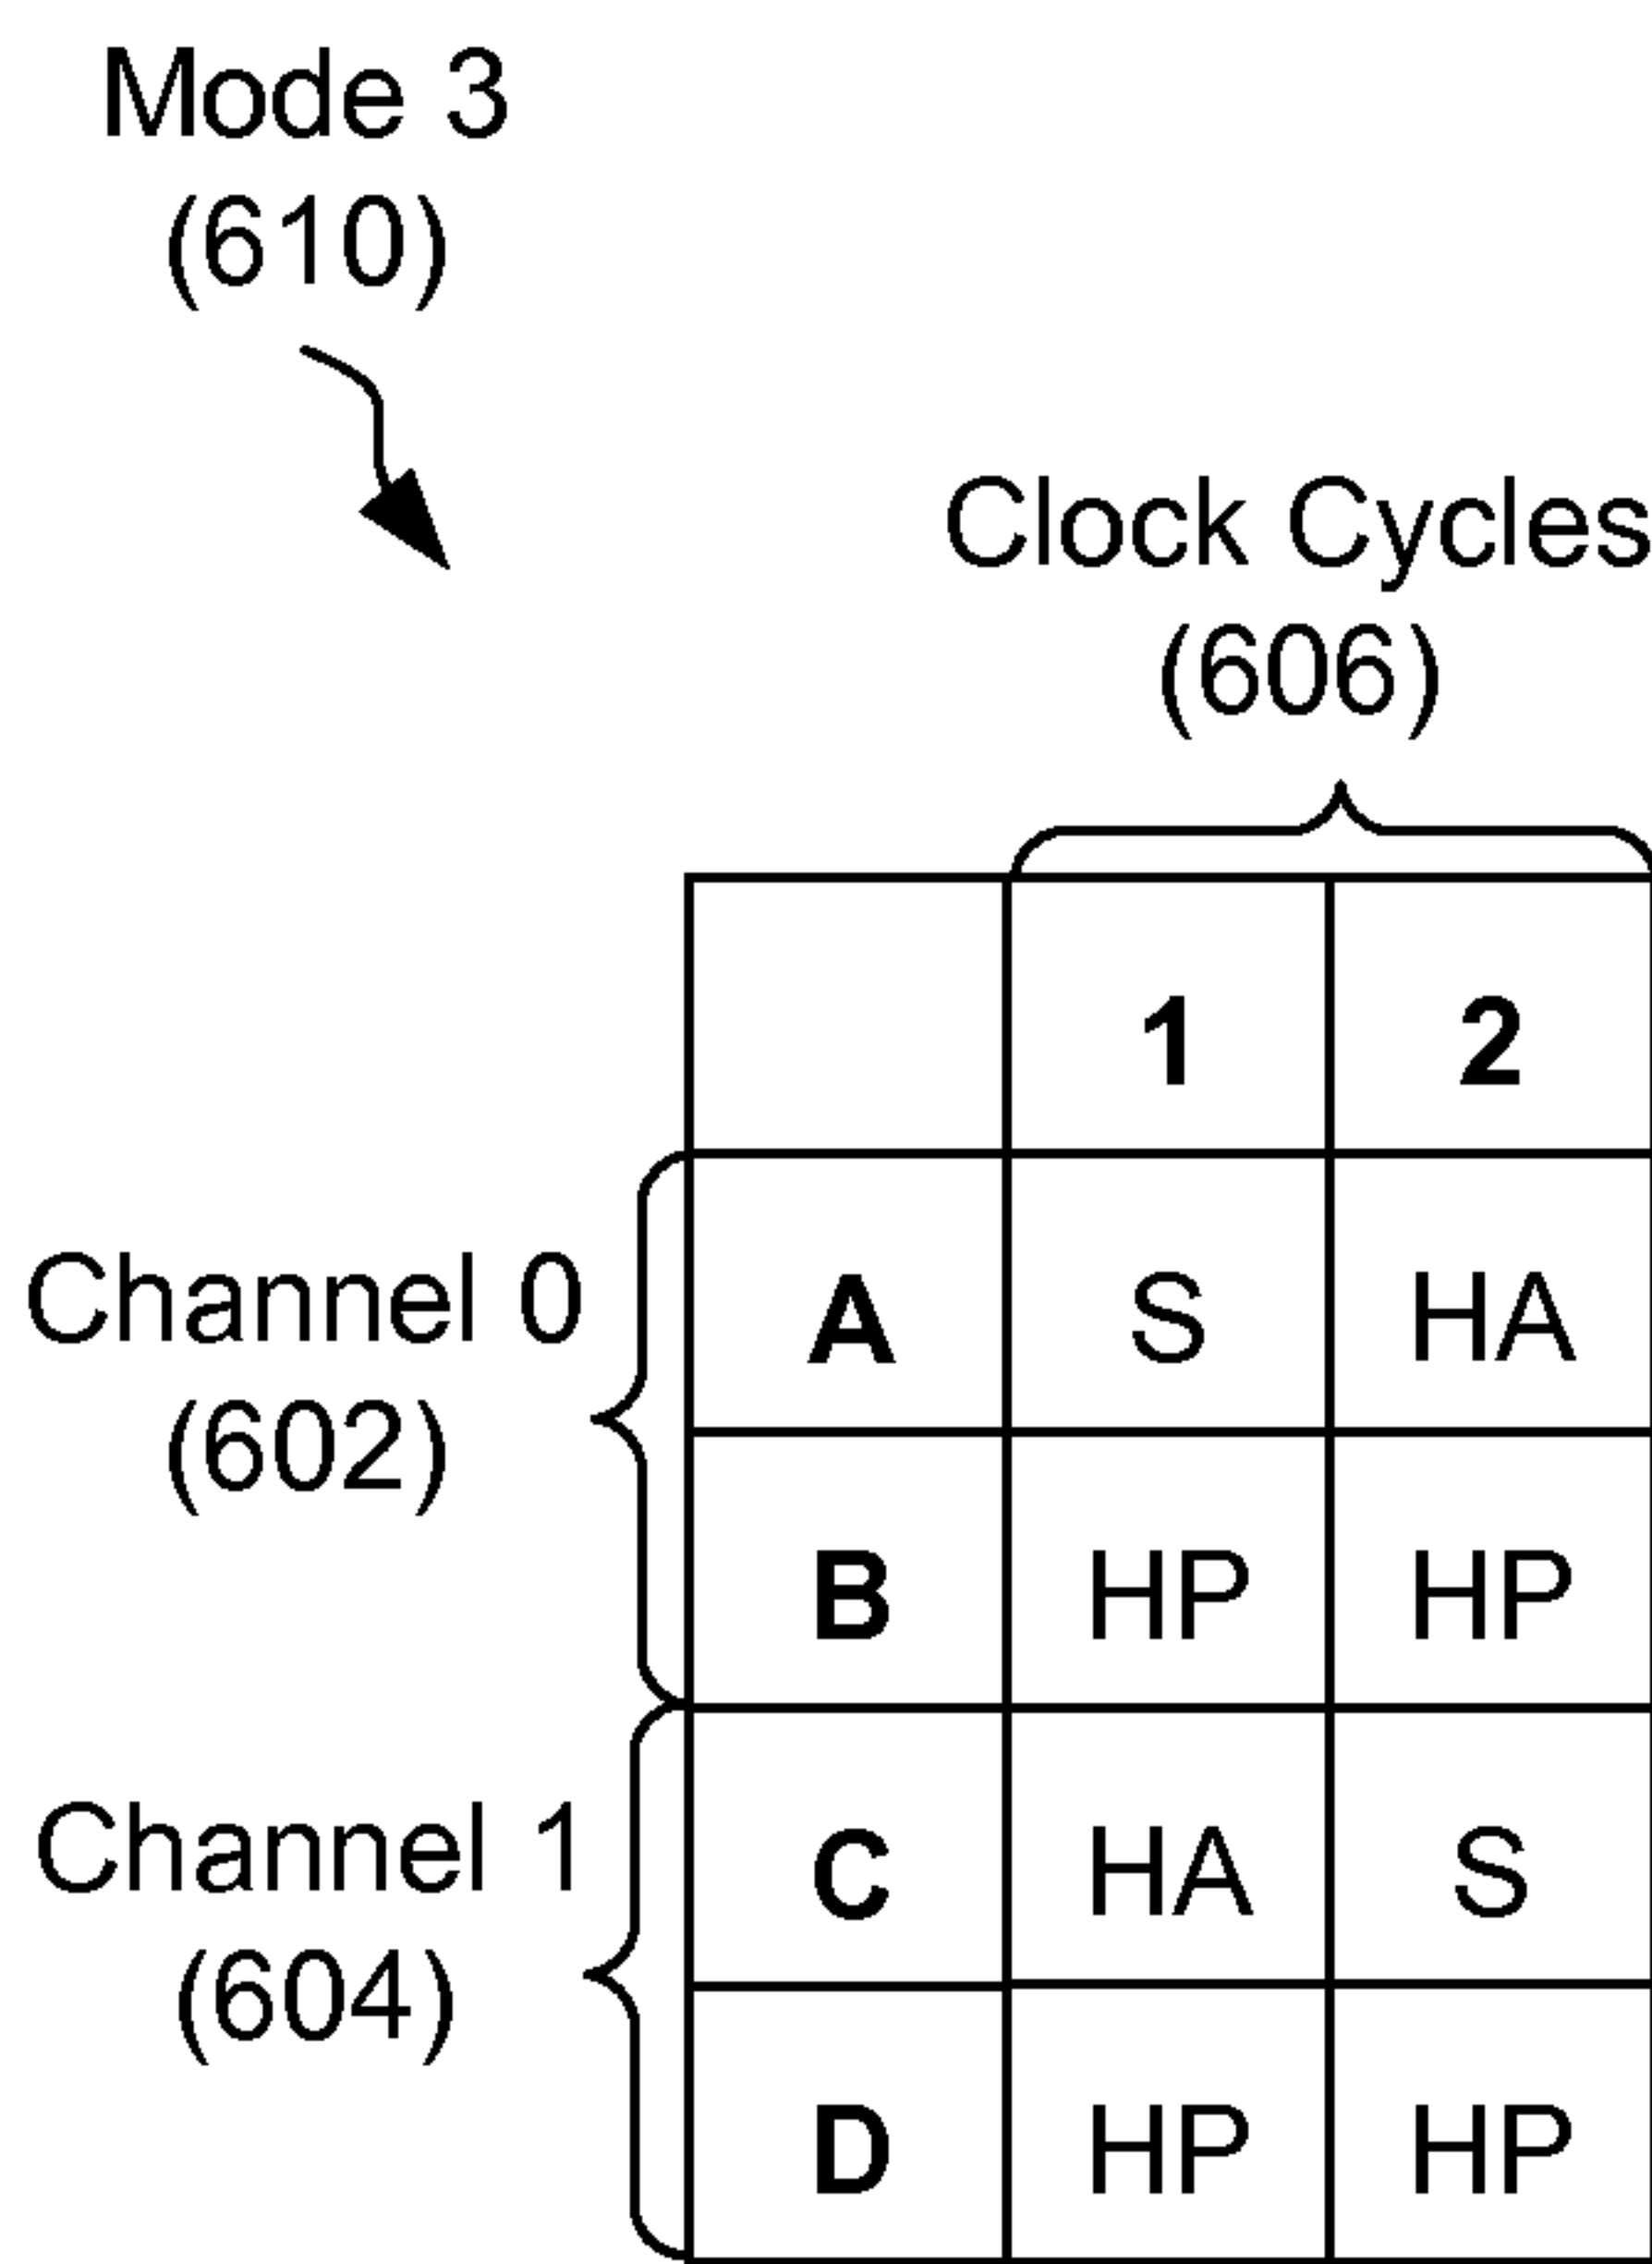 Mode 3
(610)
Clock Cycles
(606)
1 2
Channel 0
(602)
A S HA
B HP HP
Channel 1
(604)
C HA S
D HP HP